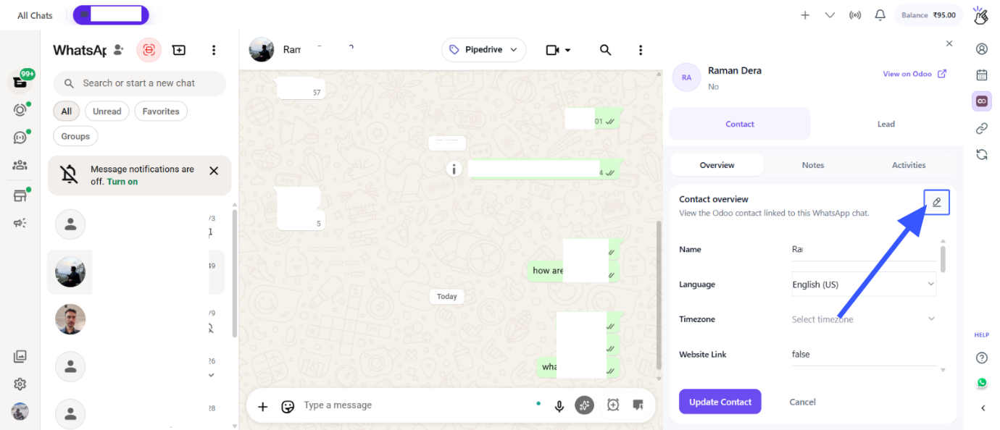 All Chats
Balance ₹95.00
WhatsAp
99+
Search or start a new chat
All
Unread
Favorites
Groups
Message notifications are
off. Turn on
/3
49
/9
26
28
Ram
Pipedrive
57
01
4
5
how are
Today
wha
Type a message
RA
Raman Dera
No
View on Odoo
Contact
Lead
Overview
Notes
Activities
Contact overview
View the Odoo contact linked to this WhatsApp chat.
Name
Rar
Language
English (US)
Timezone
Select timezone
Website Link
false
Update Contact
Cancel
HELP